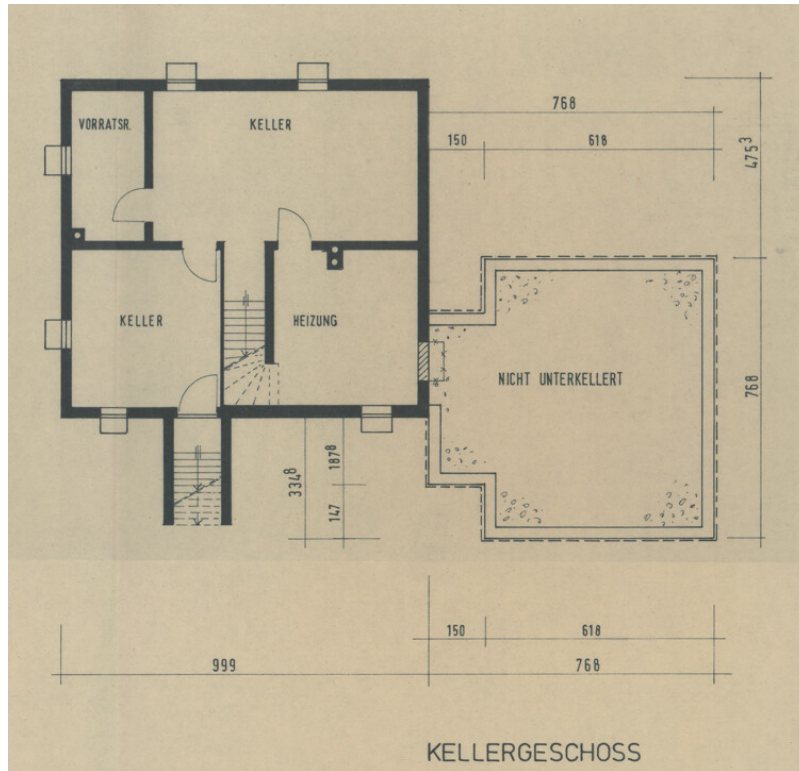 VORRATSR.
KELLER
768
150
618
475³
KELLER
HEIZUNG
NICHT UNTERKELLERT
768
334⁸
187⁸
147
150
618
999
768
KELLERGESCHOSS